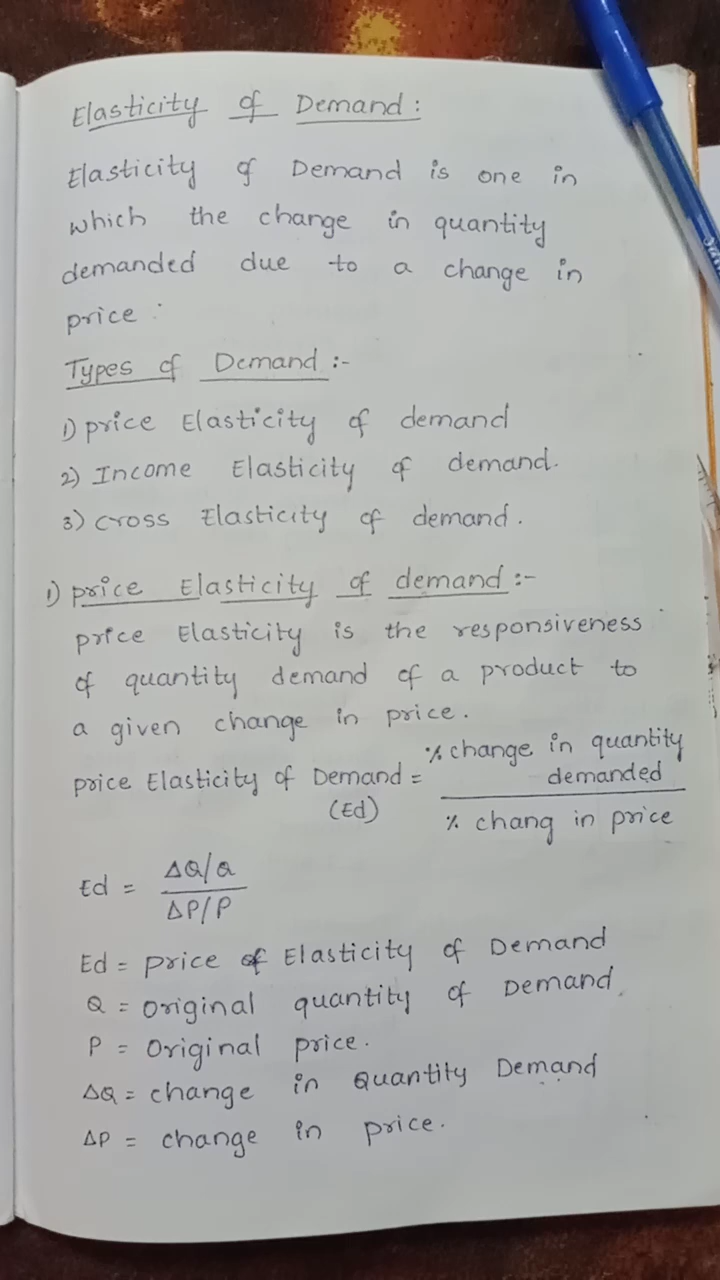 Elasticity of Demand :
Elasticity of Demand is one in
which the change in quantity
demanded due to a change in
price :
Types of Demand :-
1) price Elasticity of demand
2) Income Elasticity of demand.
3) cross Elasticity of demand.
1) price Elasticity of demand :-
price Elasticity is the responsiveness
of quantity demand of a product to
a given change in price.
price Elasticity of Demand = % change in quantity
demanded
(Ed)
% chang in price
Ed = ΔQ/Q
ΔP/P
Ed = price of Elasticity of Demand
Q = original quantity of Demand.
P = Original price.
ΔQ = change in Quantity Demand
ΔP = change in price.